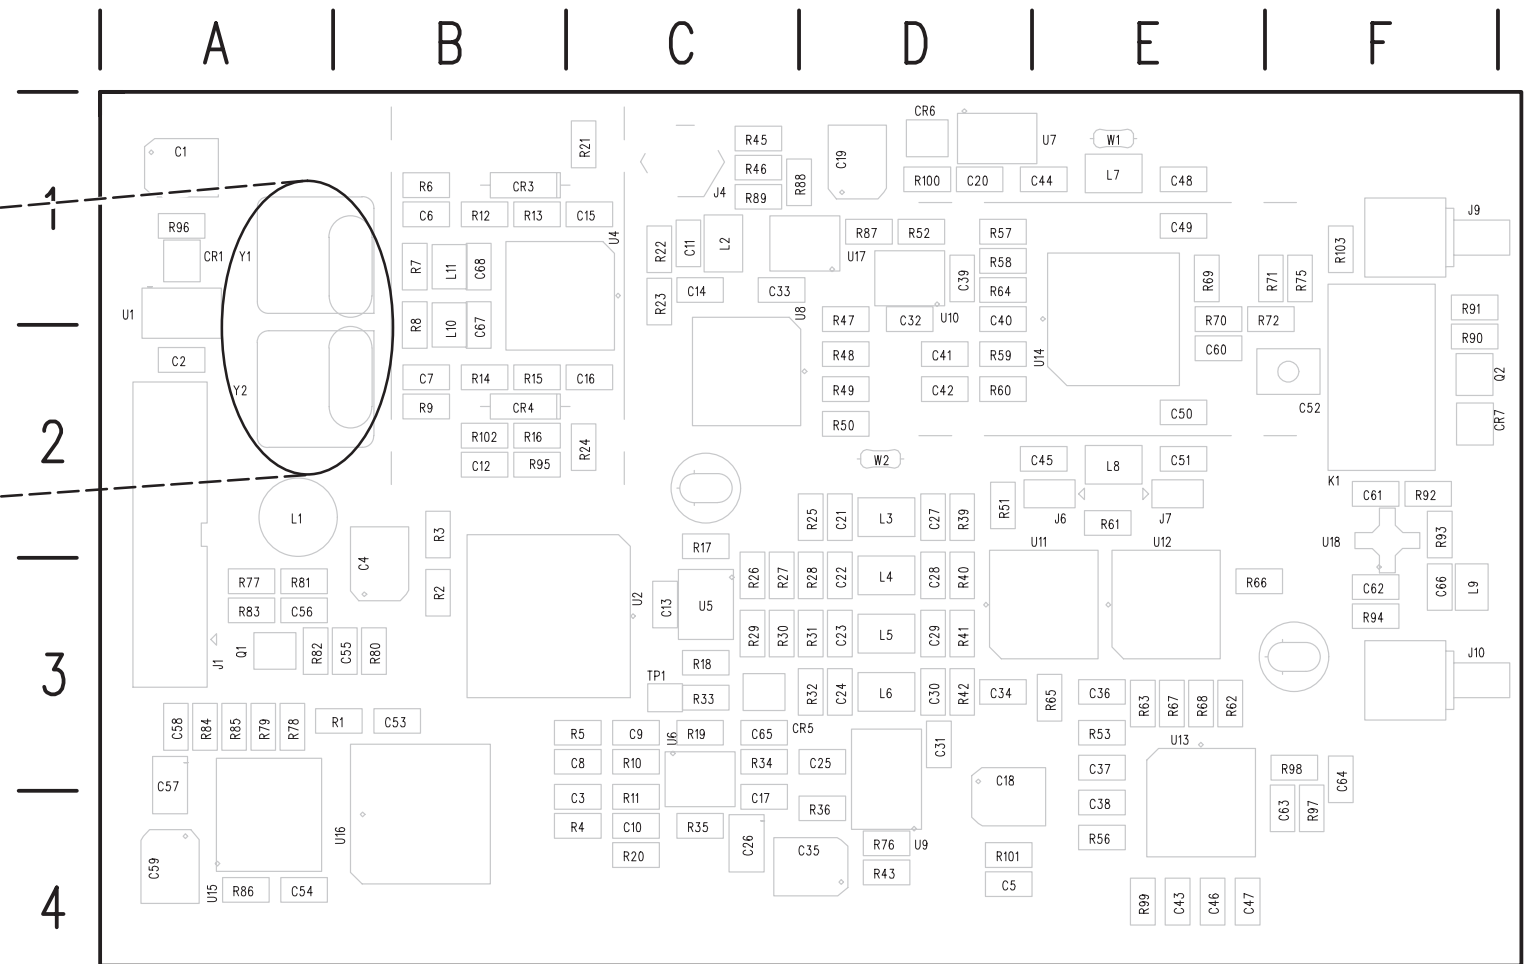 A B C D E F
1
2
3
4
CR6
C1
R21
R45
C19
U7
W1
R46
R6
CR3
R88
R100
C20
C44
L7
C48
J4
R89
C6
R12
R13
C15
J9
R96
U4
R22
C11
L2
R87
R52
R57
C49
R103
CR1
Y1
R7
L11
C68
U17
R58
C39
R69
R71
R75
R23
C14
C33
R64
U1
R8
L10
C67
U8
R47
C32
U10
C40
R70
R72
R91
R90
C2
R48
C41
R59
U14
C60
Y2
C7
R14
R15
C16
R49
C42
R60
Q2
R9
CR4
C52
CR7
R50
C50
R102
R16
R24
C12
R95
W2
C45
L8
C51
K1
C61
R92
L1
R25
C21
L3
C27
R39
R51
J6
R61
J7
R3
R17
U11
U12
U18
R93
C4
R77
R81
R2
U2
R26
R27
R28
C22
L4
C28
R40
R66
C62
C66
L9
R83
C56
C13
U5
R94
R29
R30
R31
C23
L5
C29
R41
J1
Q1
R82
C55
R80
R18
J10
TP1
R33
R32
C24
L6
C30
R42
C34
R65
C36
R63
R67
R68
R62
C58
R84
R85
R79
R78
R1
C53
R5
C9
U6
R19
C65
CR5
C31
R53
U13
C8
R10
R34
C25
C37
R98
C64
C57
C18
C3
R11
C17
R36
C38
C63
R97
U16
R4
C10
R35
C26
R56
C59
R20
C35
R76
U9
R101
U15
R86
C54
R43
C5
R99
C43
C46
C47